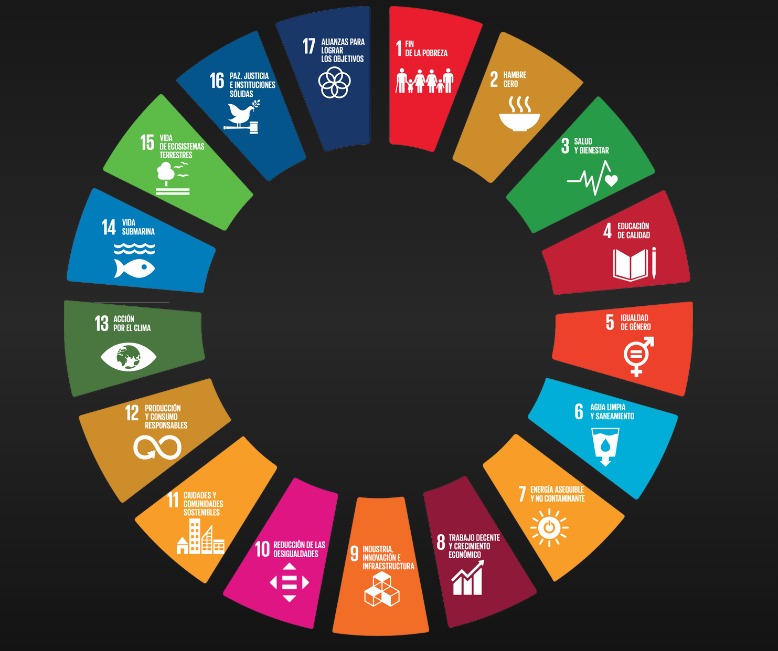 1 FIN
DE LA POBREZA
2 HAMBRE
CERO
3 SALUD
Y BIENESTAR
4 EDUCACIÓN
DE CALIDAD
5 IGUALDAD
DE GÉNERO
6 AGUA LIMPIA
Y SANEAMIENTO
7 ENERGÍA ASEQUIBLE
Y NO CONTAMINANTE
8 TRABAJO DECENTE
Y CRECIMIENTO
ECONÓMICO
9 INDUSTRIA,
INNOVACIÓN E
INFRAESTRUCTURA
10 REDUCCIÓN DE LAS
DESIGUALDADES
11 CIUDADES Y
COMUNIDADES
SOSTENIBLES
12 PRODUCCIÓN
Y CONSUMO
RESPONSABLES
13 ACCIÓN
POR EL CLIMA
14 VIDA
SUBMARINA
15 VIDA
DE ECOSISTEMAS
TERRESTRES
16 PAZ, JUSTICIA
E INSTITUCIONES
SÓLIDAS
17 ALIANZAS PARA
LOGRAR
LOS OBJETIVOS